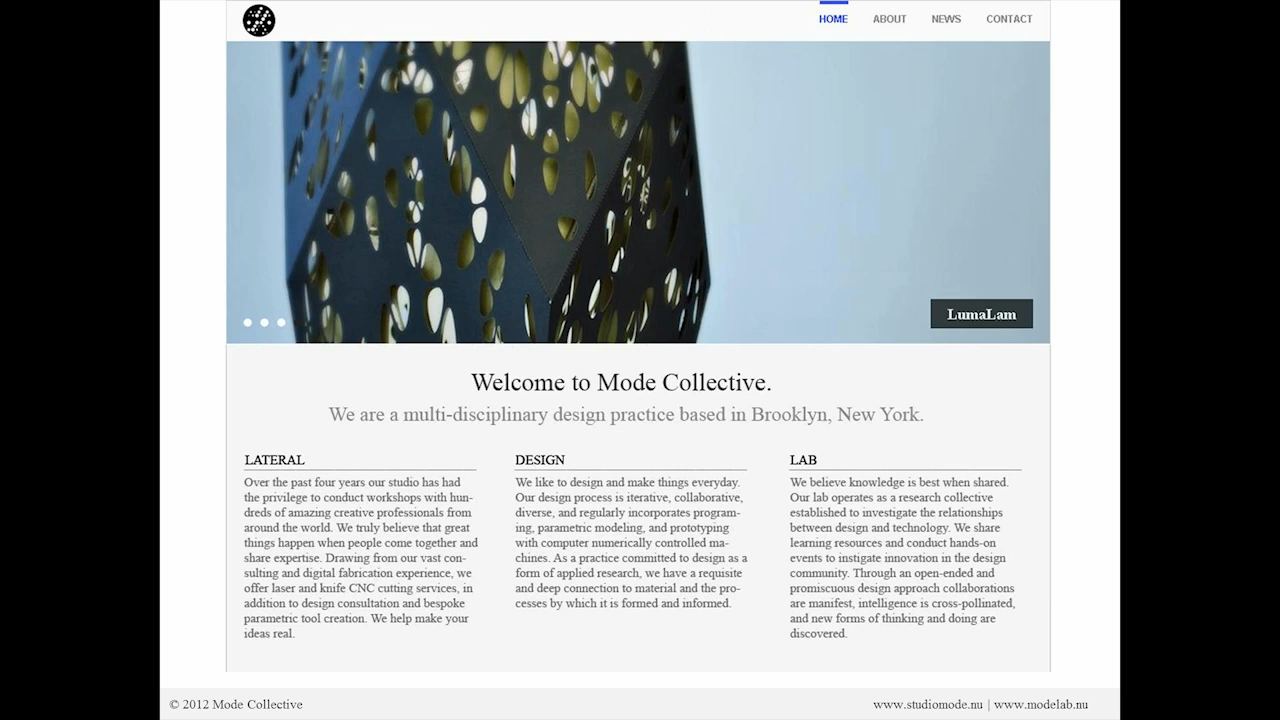 HOME ABOUT NEWS CONTACT
LumaLam
Welcome to Mode Collective.
We are a multi-disciplinary design practice based in Brooklyn, New York.
LATERAL
Over the past four years our studio has had
the privilege to conduct workshops with hun-
dreds of amazing creative professionals from
around the world. We truly believe that great
things happen when people come together and
share expertise. Drawing from our vast con-
sulting and digital fabrication experience, we
offer laser and knife CNC cutting services, in
addition to design consultation and bespoke
parametric tool creation. We help make your
ideas real.
DESIGN
We like to design and make things everyday.
Our design process is iterative, collaborative,
diverse, and regularly incorporates program-
ing, parametric modeling, and prototyping
with computer numerically controlled ma-
chines. As a practice committed to design as a
form of applied research, we have a requisite
and deep connection to material and the pro-
cesses by which it is formed and informed.
LAB
We believe knowledge is best when shared.
Our lab operates as a research collective
established to investigate the relationships
between design and technology. We share
learning resources and conduct hands-on
events to instigate innovation in the design
community. Through an open-ended and
promiscuous design approach collaborations
are manifest, intelligence is cross-pollinated,
and new forms of thinking and doing are
discovered.
© 2012 Mode Collective
www.studiomode.nu | www.modelab.nu